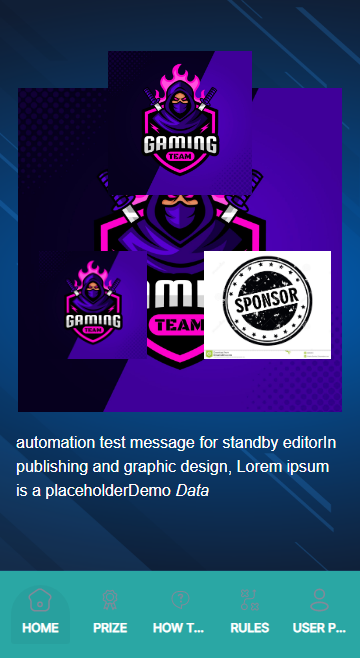 GAMING
TEAM
GAMING
TEAM
SPONSOR
TEAM
automation test message for standby editorIn
publishing and graphic design, Lorem ipsum
is a placeholderDemo Data
HOME
PRIZE
HOW T...
RULES
USER P...